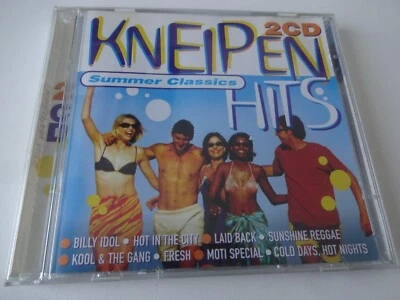 KNEIPEN
2CD
Summer Classics
HITS
BILLY IDOL • HOT IN THE CITY • LAID BACK • SUNSHINE REGGAE
• KOOL & THE GANG • FRESH • MOTI SPECIAL • COLD DAYS, HOT NIGHTS